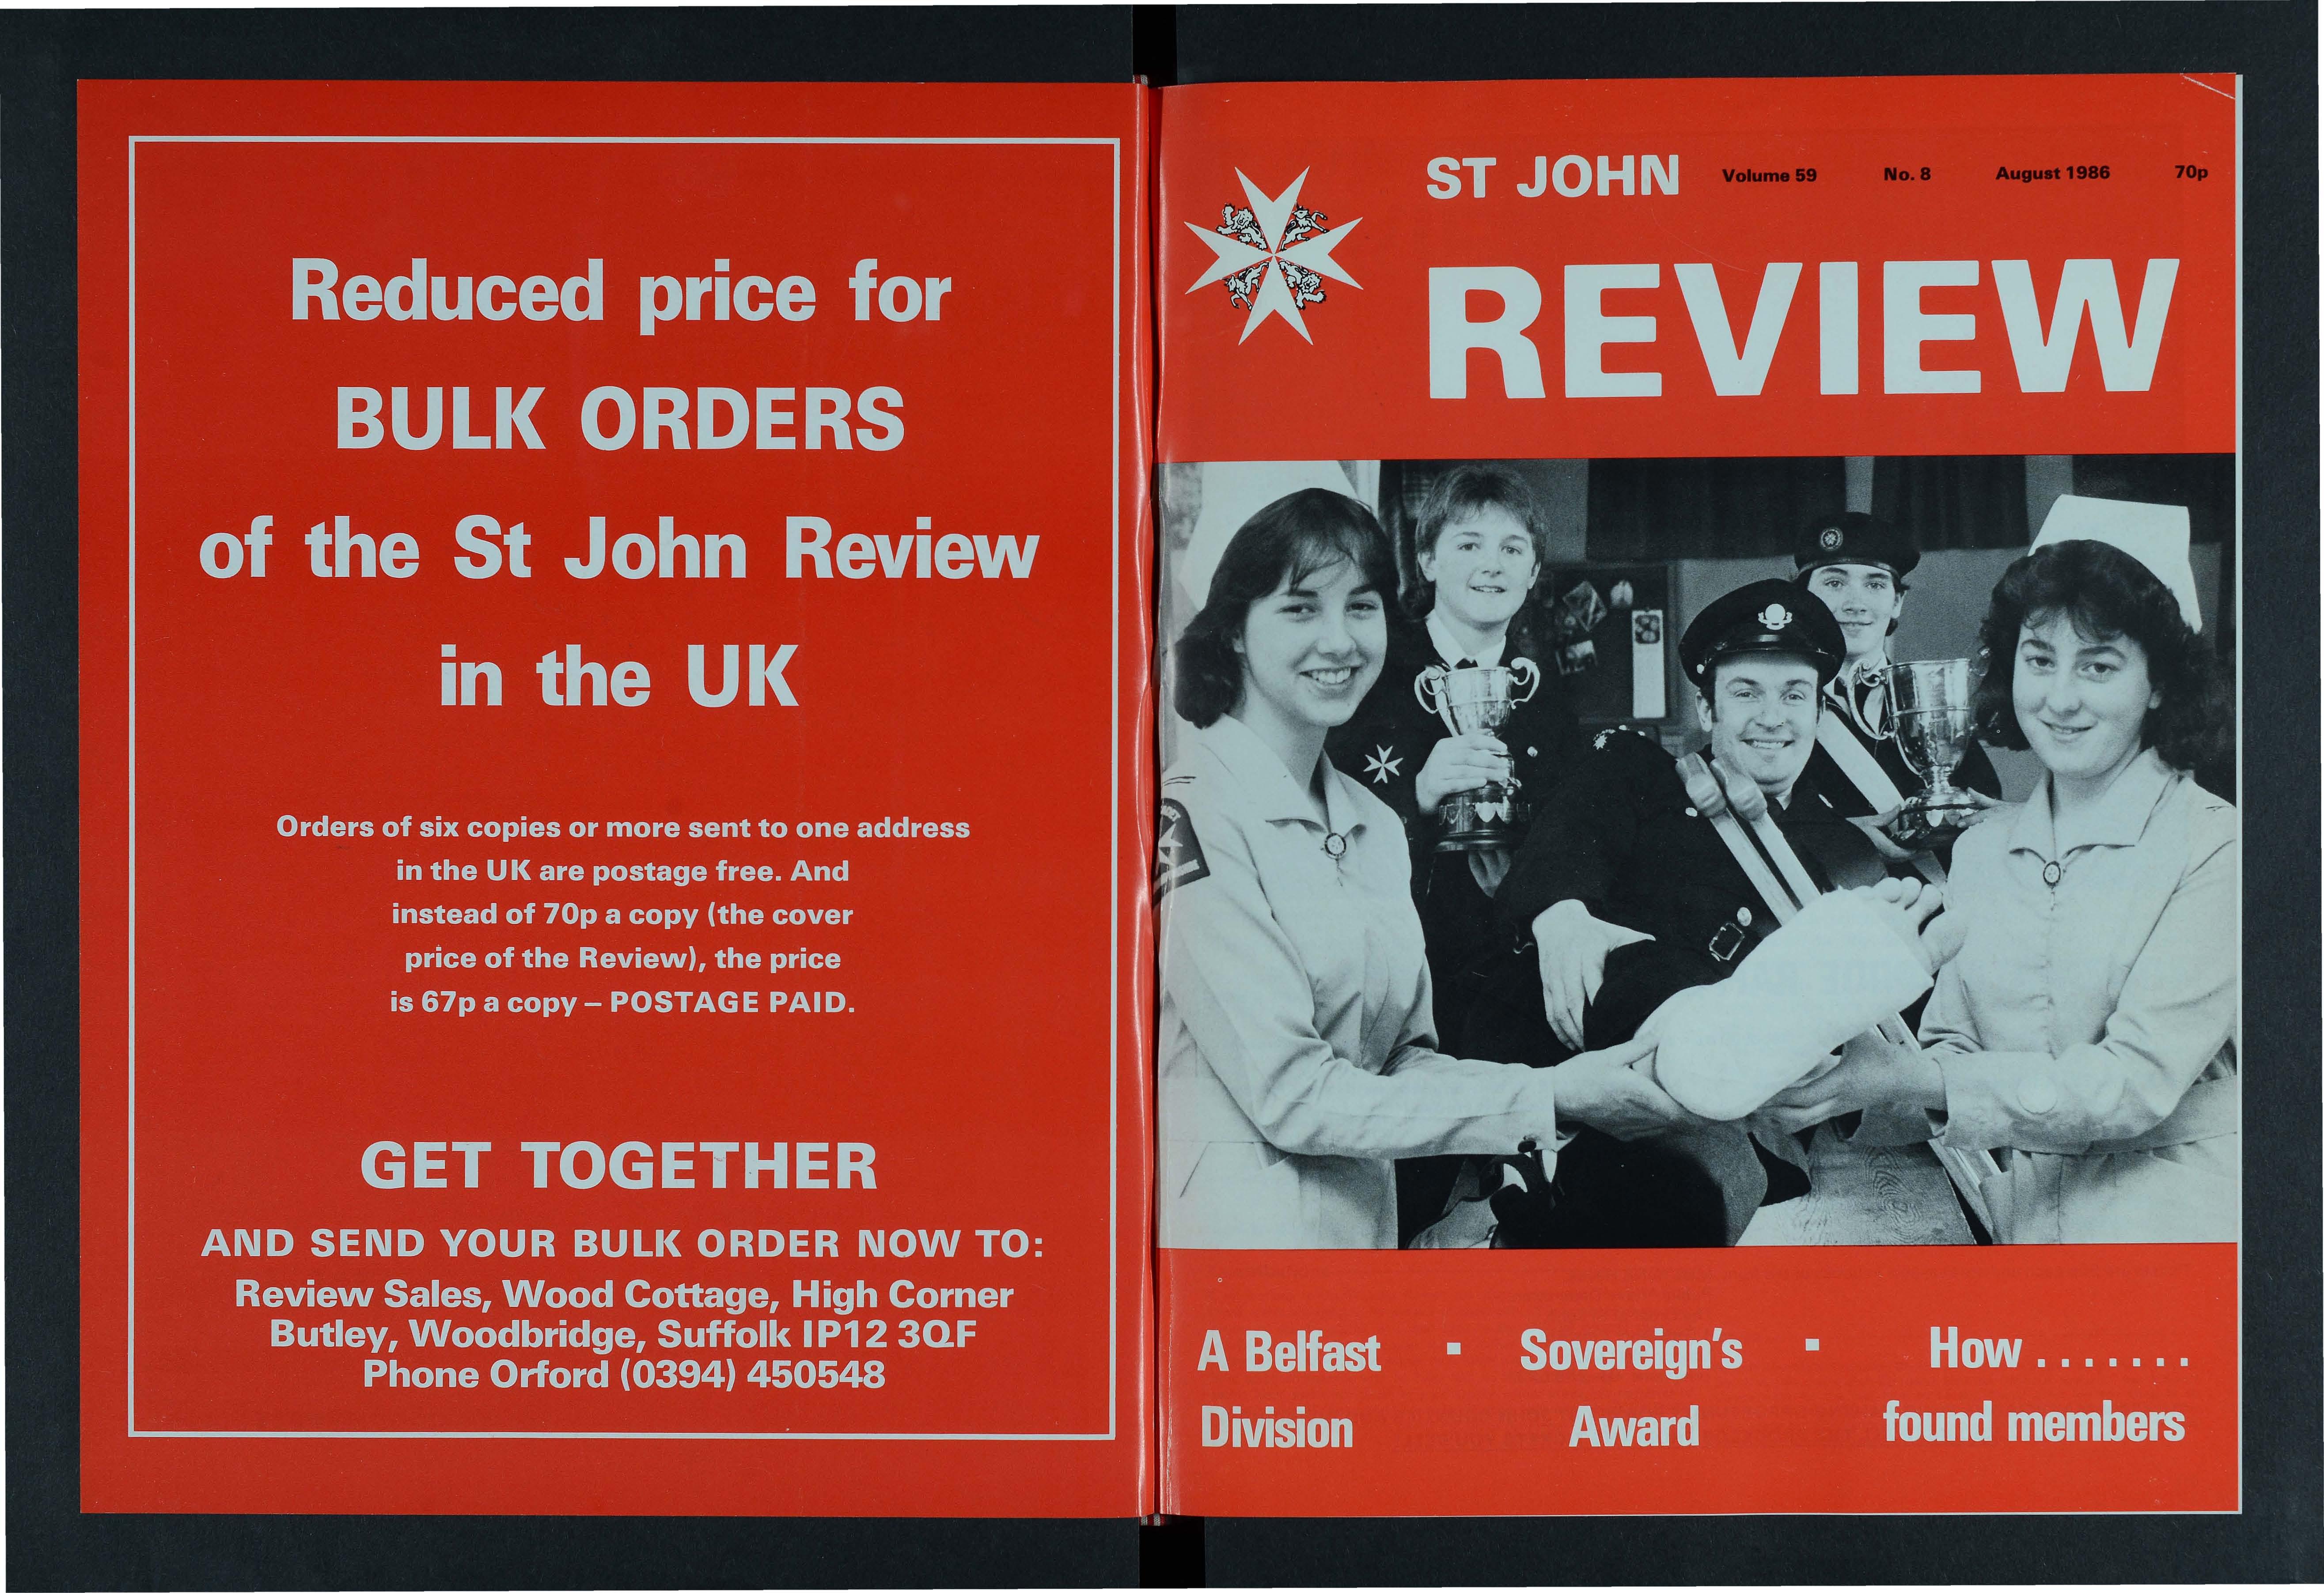 Reduced price for
BULK ORDERS
of the St John Review
in the UK
Orders of six copies or more sent to one address
in the UK are postage free. And
instead of 70p a copy (the cover
price of the Review), the price
is 67p a copy – POSTAGE PAID.
GET TOGETHER
AND SEND YOUR BULK ORDER NOW TO:
Review Sales, Wood Cottage, High Corner
Butley, Woodbridge, Suffolk IP12 3QF
Phone Orford (0394) 450548
ST JOHN Volume 59 No. 8 August 1986 70p
REVIEW
A Belfast ▪ Sovereign's ▪ How . . . . . . .
Division Award found members